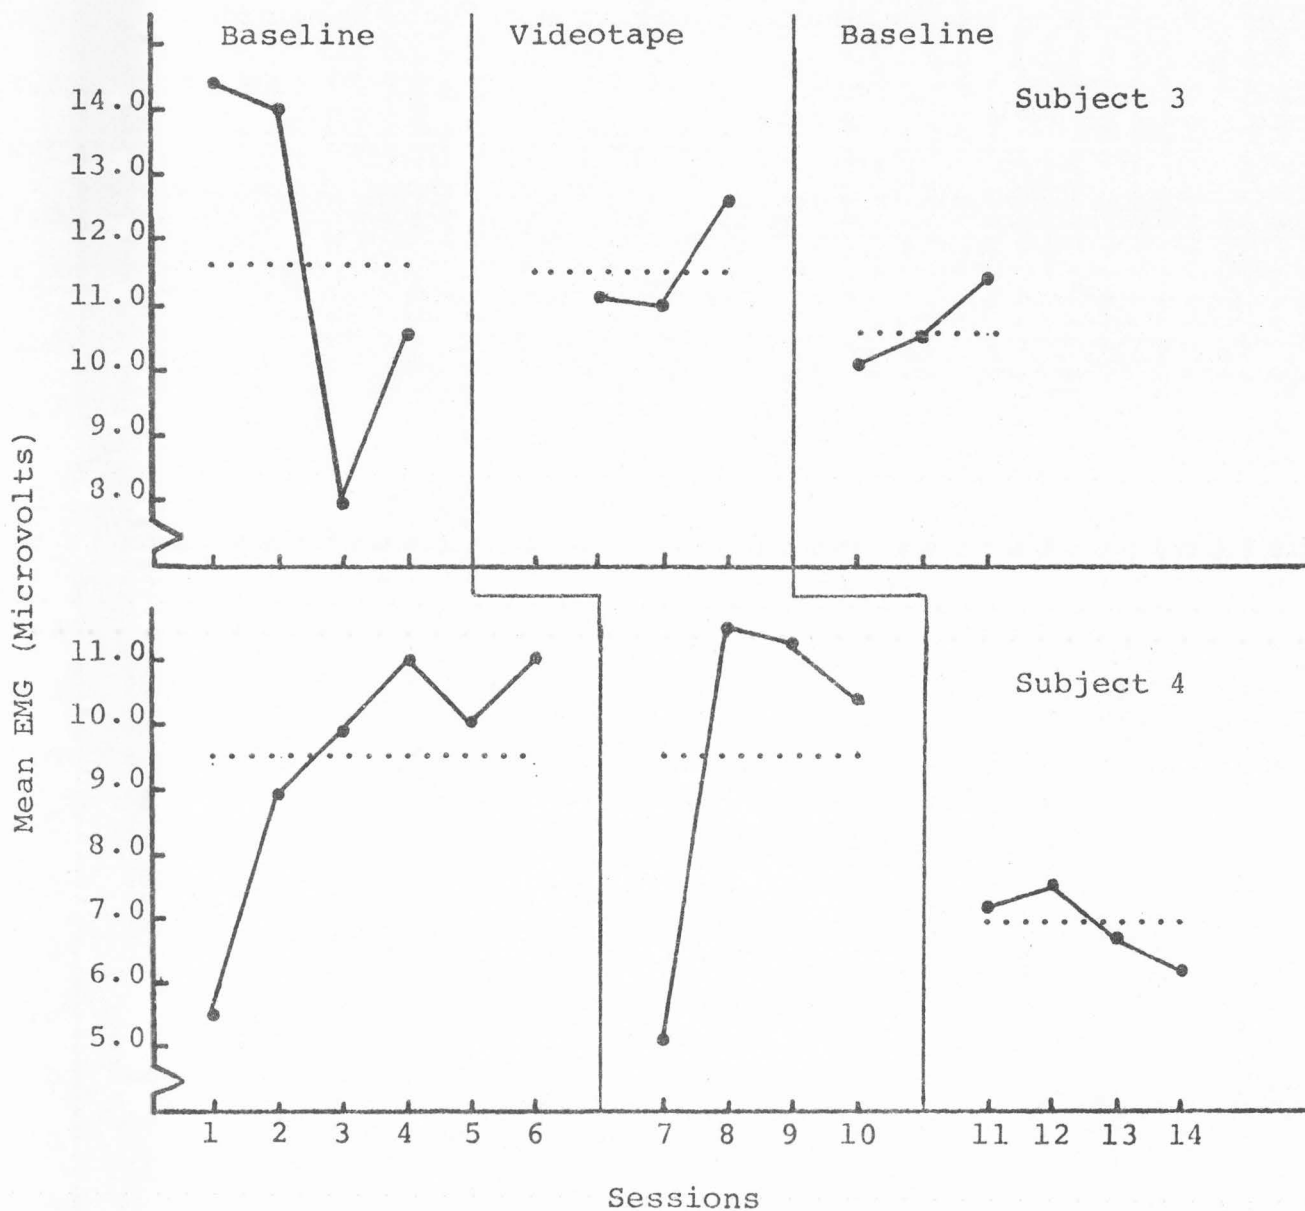 Baseline Videotape Baseline
Subject 3
14.0
13.0
12.0
11.0
10.0
9.0
8.0
Mean EMG (Microvolts)
11.0
10.0
9.0
8.0
7.0
6.0
5.0
Subject 4
1 2 3 4 5 6 7 8 9 10 11 12 13 14
Sessions